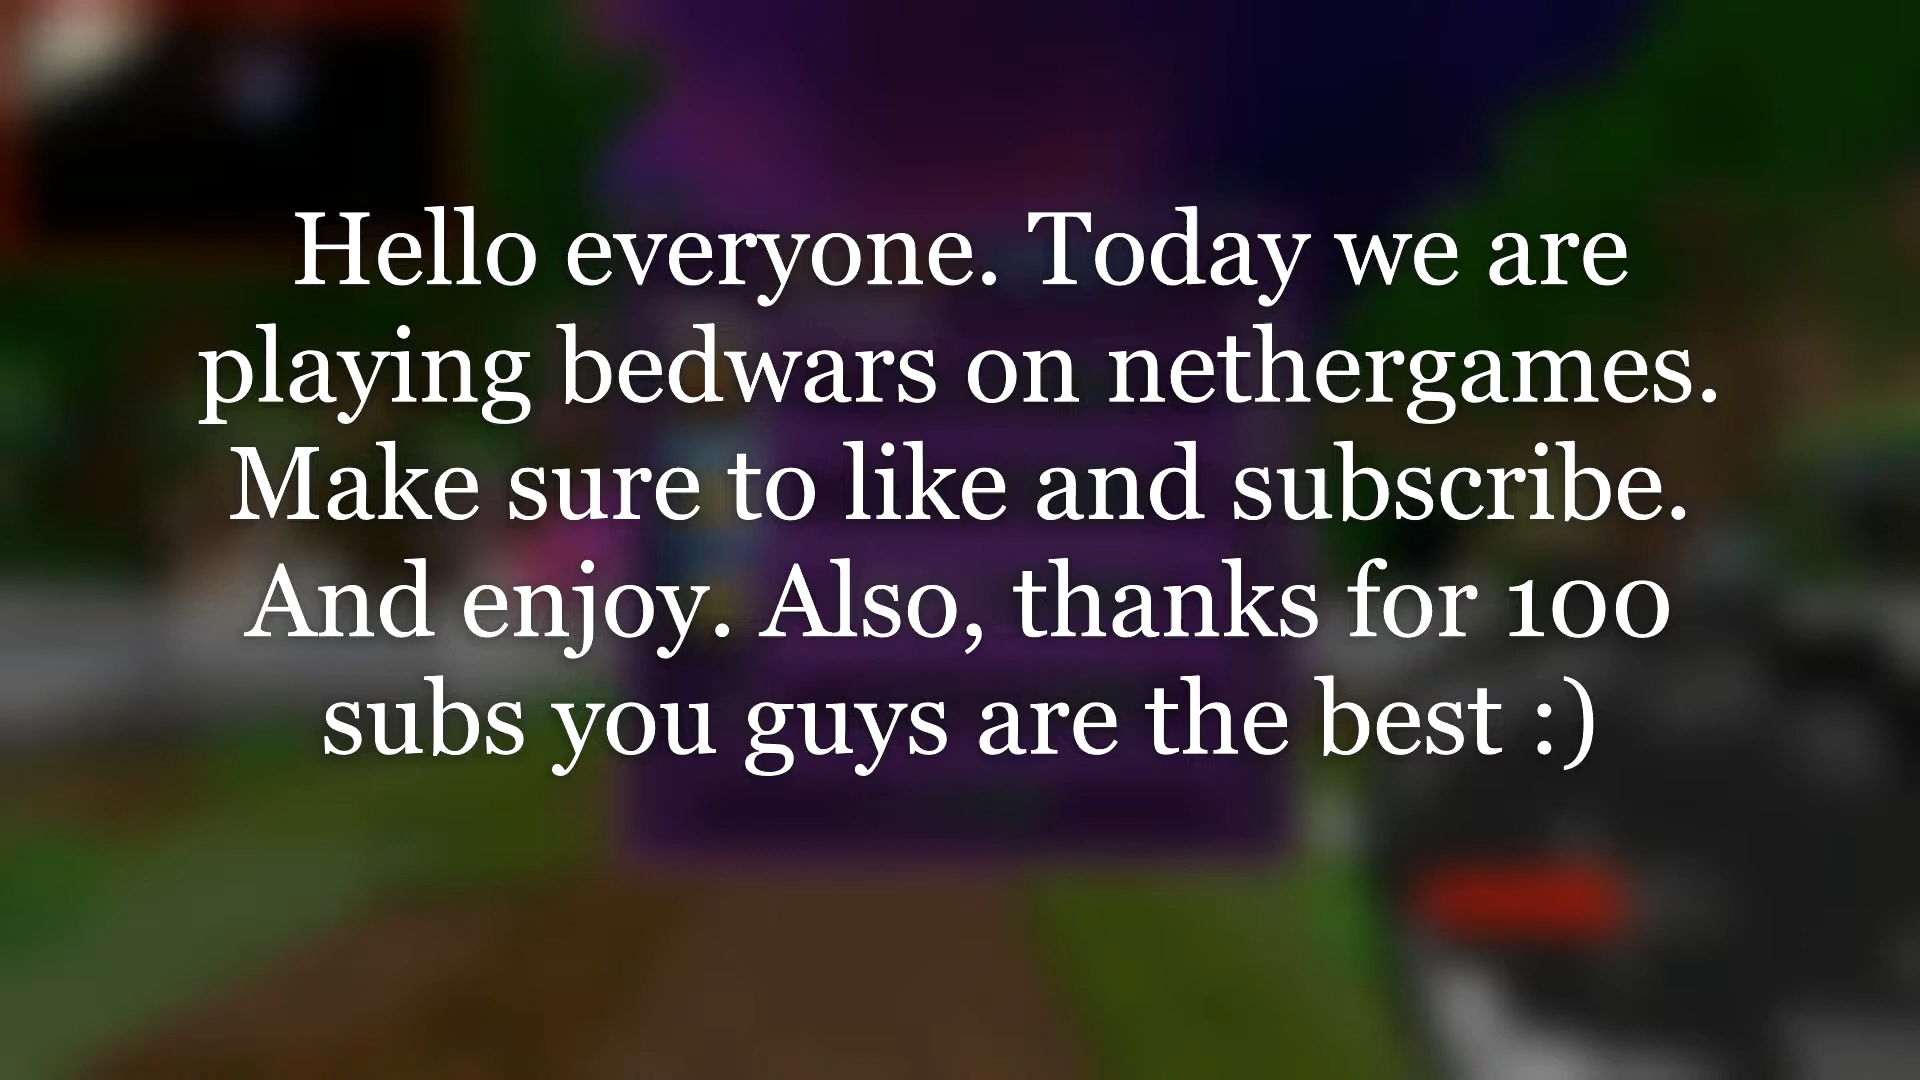 Hello everyone. Today we are
playing bedwars on nethergames.
Make sure to like and subscribe.
And enjoy. Also, thanks for 100
subs you guys are the best :)